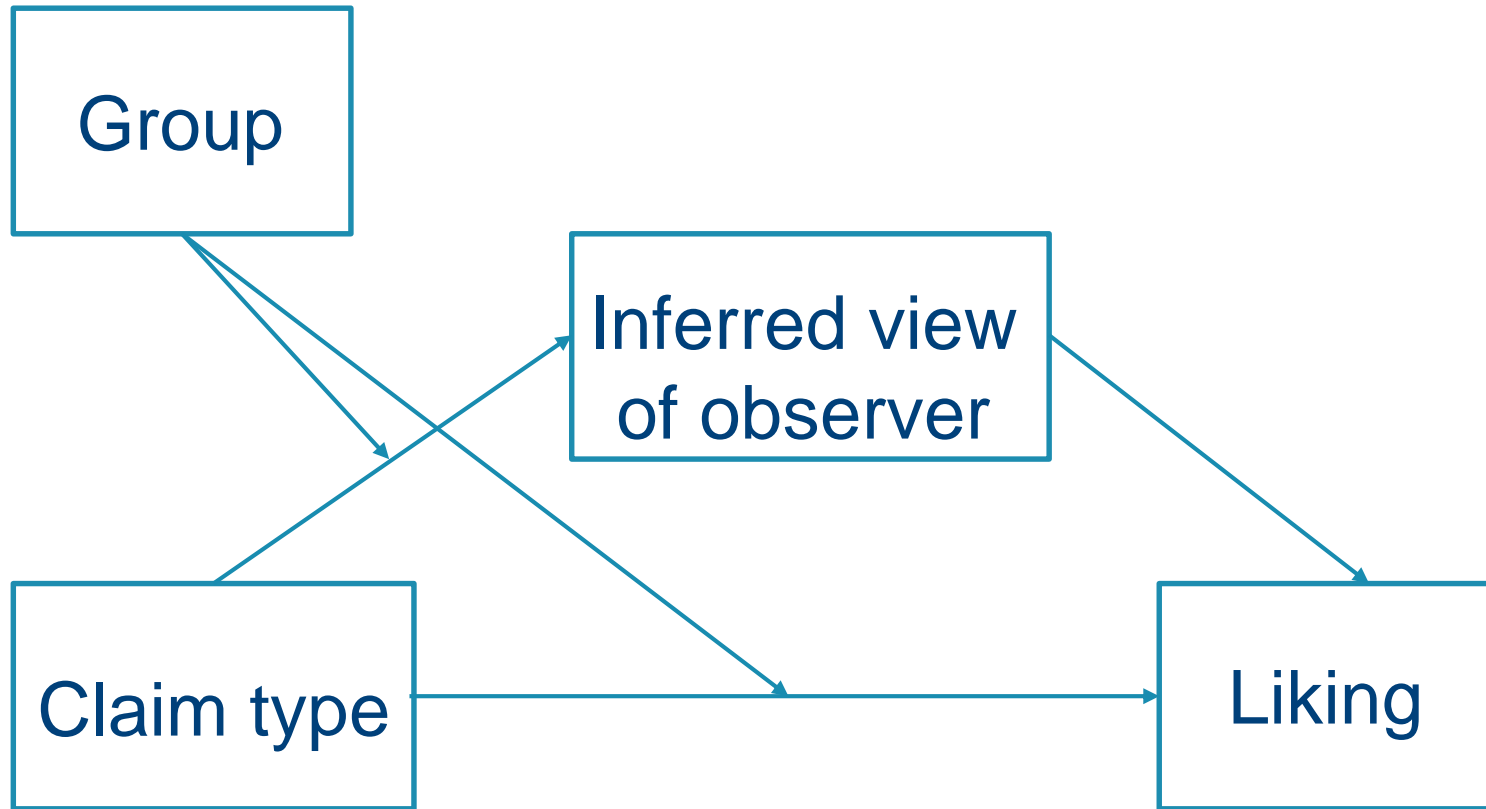 Group
Inferred view
of observer
Claim type
Liking